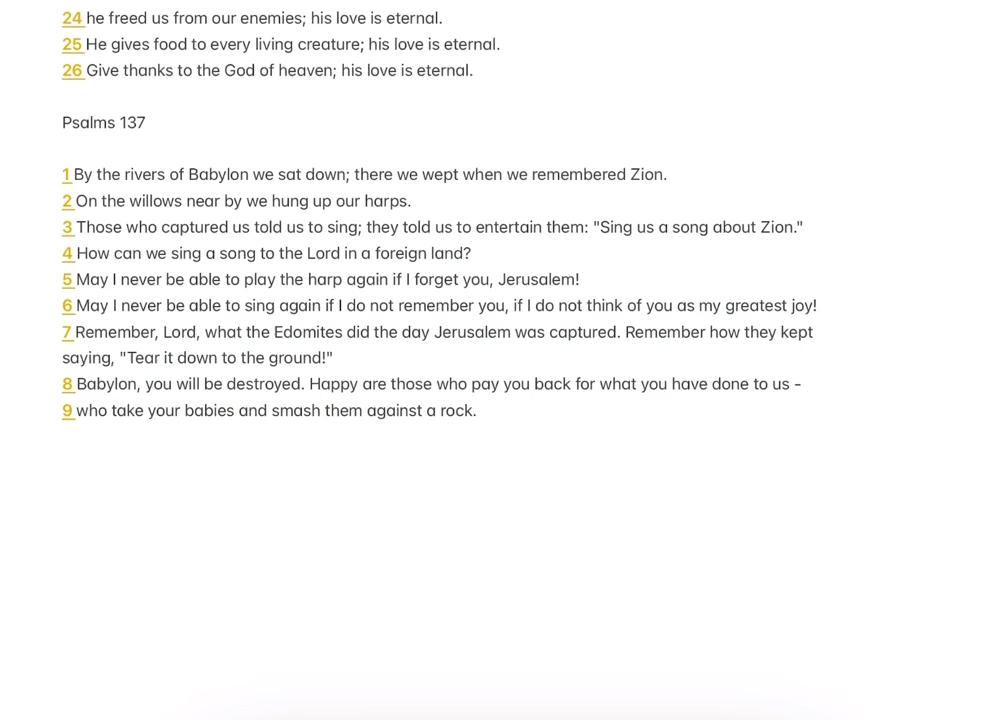 24 he freed us from our enemies; his love is eternal.
25 He gives food to every living creature; his love is eternal.
26 Give thanks to the God of heaven; his love is eternal.
Psalms 137
1 By the rivers of Babylon we sat down; there we wept when we remembered Zion.
2 On the willows near by we hung up our harps.
3 Those who captured us told us to sing; they told us to entertain them: "Sing us a song about Zion."
4 How can we sing a song to the Lord in a foreign land?
5 May I never be able to play the harp again if I forget you, Jerusalem!
6 May I never be able to sing again if I do not remember you, if I do not think of you as my greatest joy!
7 Remember, Lord, what the Edomites did the day Jerusalem was captured. Remember how they kept
saying, "Tear it down to the ground!"
8 Babylon, you will be destroyed. Happy are those who pay you back for what you have done to us -
9 who take your babies and smash them against a rock.